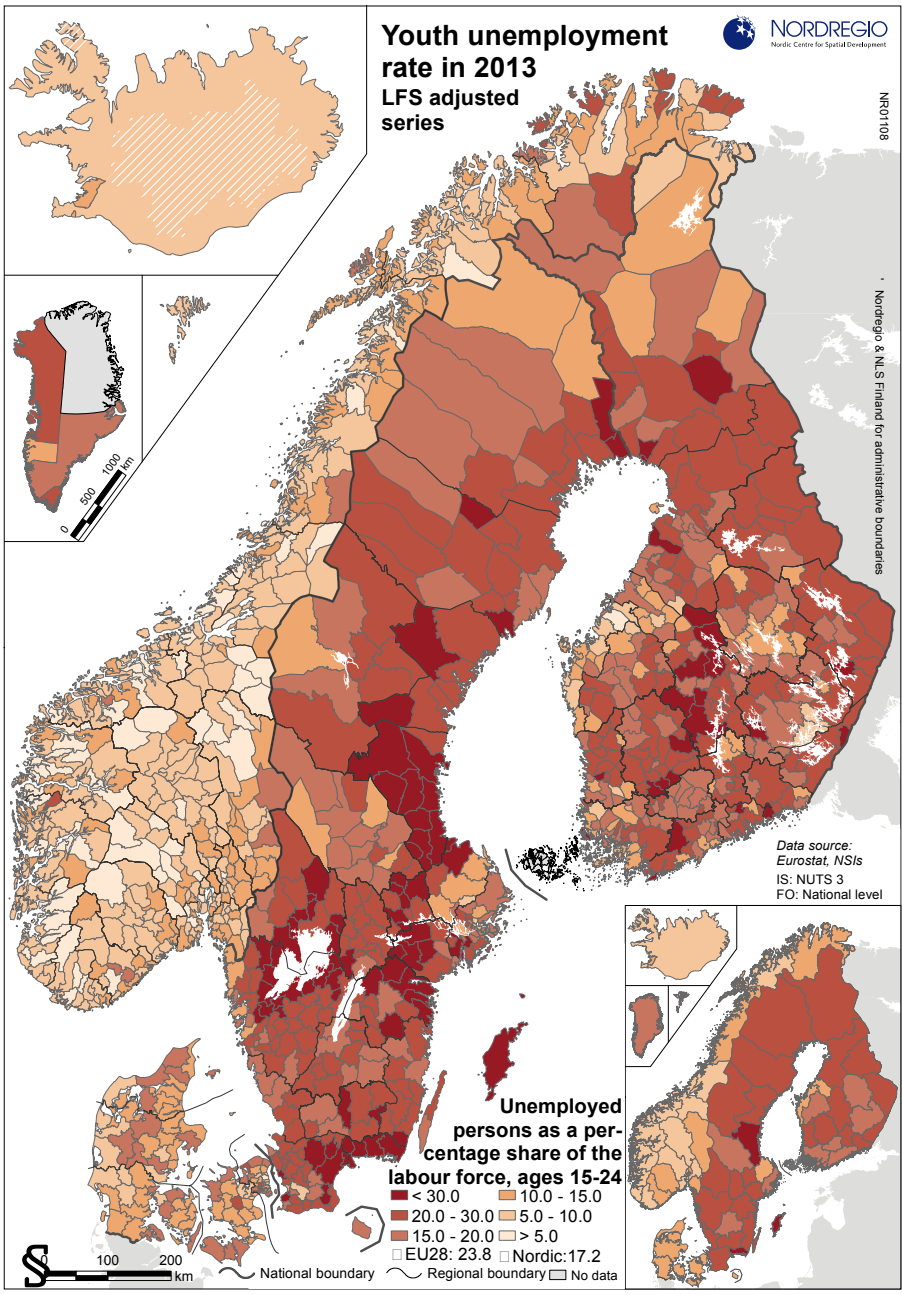 Youth unemployment
rate in 2013
LFS adjusted
series
NORDREGIO
Nordic Centre for Spatial Development
NR01108
' Nordregio & NLS Finland for administrative boundaries
0 500 1000
km
Data source:
Eurostat, NSIs
IS: NUTS 3
FO: National level
Unemployed
persons as a per-
centage share of the
labour force, ages 15-24
< 30.0
20.0 - 30.0
15.0 - 20.0
10.0 - 15.0
5.0 - 10.0
> 5.0
EU28: 23.8
Nordic:17.2
National boundary
Regional boundary
No data
S
0 100 200
km